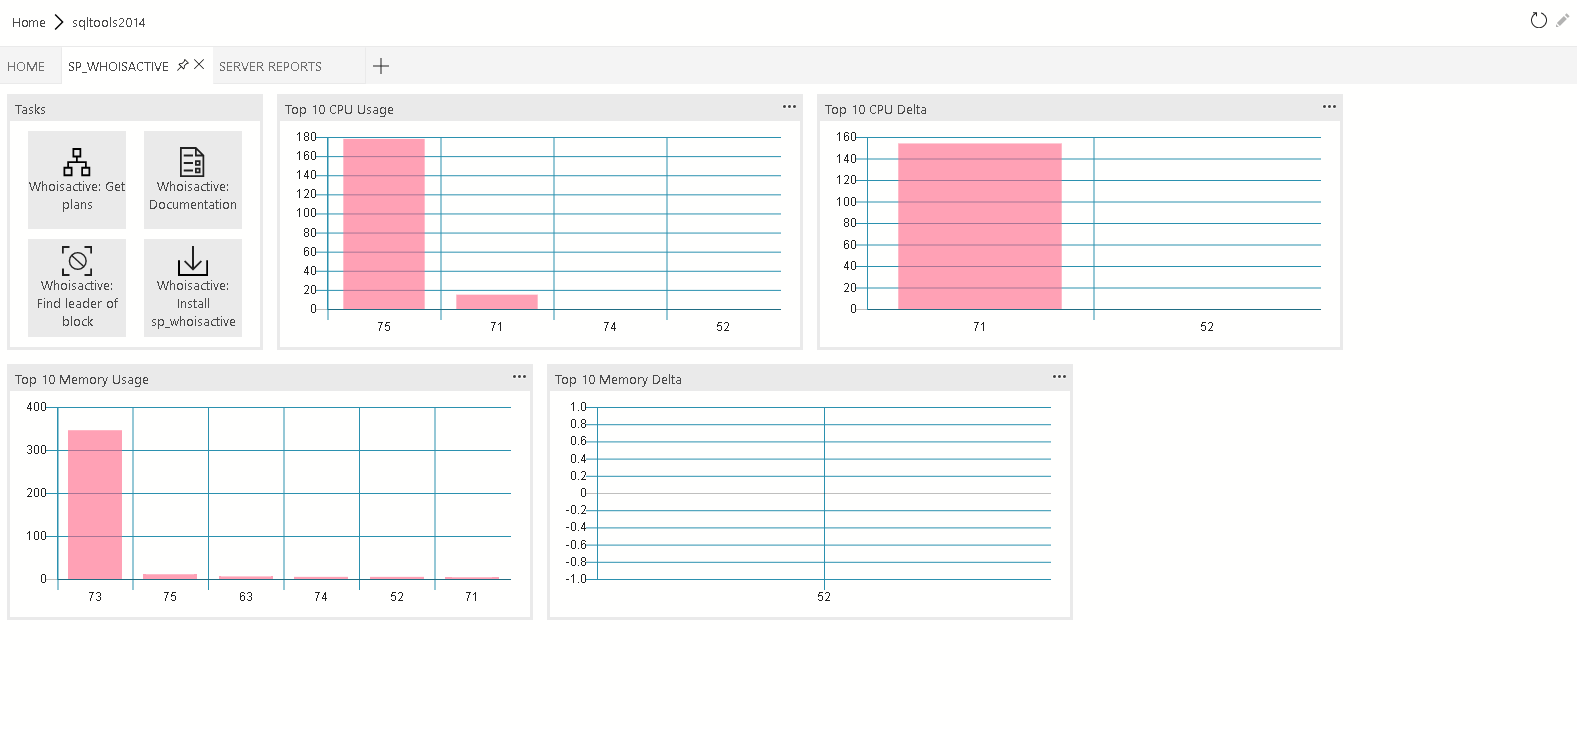 Home
sqltools2014
HOME
SP_WHOISACTIVE
SERVER REPORTS
Tasks
Whoisactive: Get
plans
Whoisactive:
Documentation
Whoisactive:
Find leader of
block
Whoisactive:
Install
sp_whoisactive
Top 10 CPU Usage
180
160
140
120
100
80
60
40
20
0
75 71 74 52
Top 10 CPU Delta
160
140
120
100
80
60
40
20
0
71 52
Top 10 Memory Usage
400
300
200
100
0
73 75 63 74 52 71
Top 10 Memory Delta
1.0
0.8
0.6
0.4
0.2
0
-0.2
-0.4
-0.6
-0.8
-1.0
52